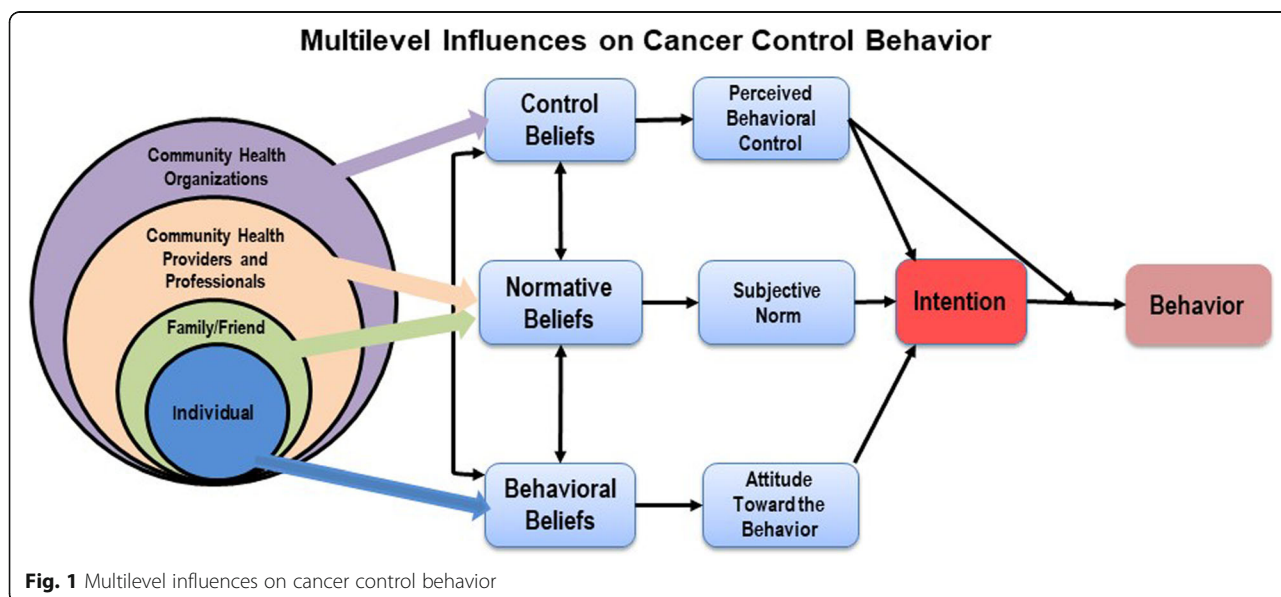 Multilevel Influences on Cancer Control Behavior
Community Health
Organizations
Community Health
Providers and
Professionals
Family/Friend
Individual
Control
Beliefs
Perceived
Behavioral
Control
Normative
Beliefs
Subjective
Norm
Intention
Behavior
Behavioral
Beliefs
Attitude
Toward the
Behavior
Fig. 1 Multilevel influences on cancer control behavior